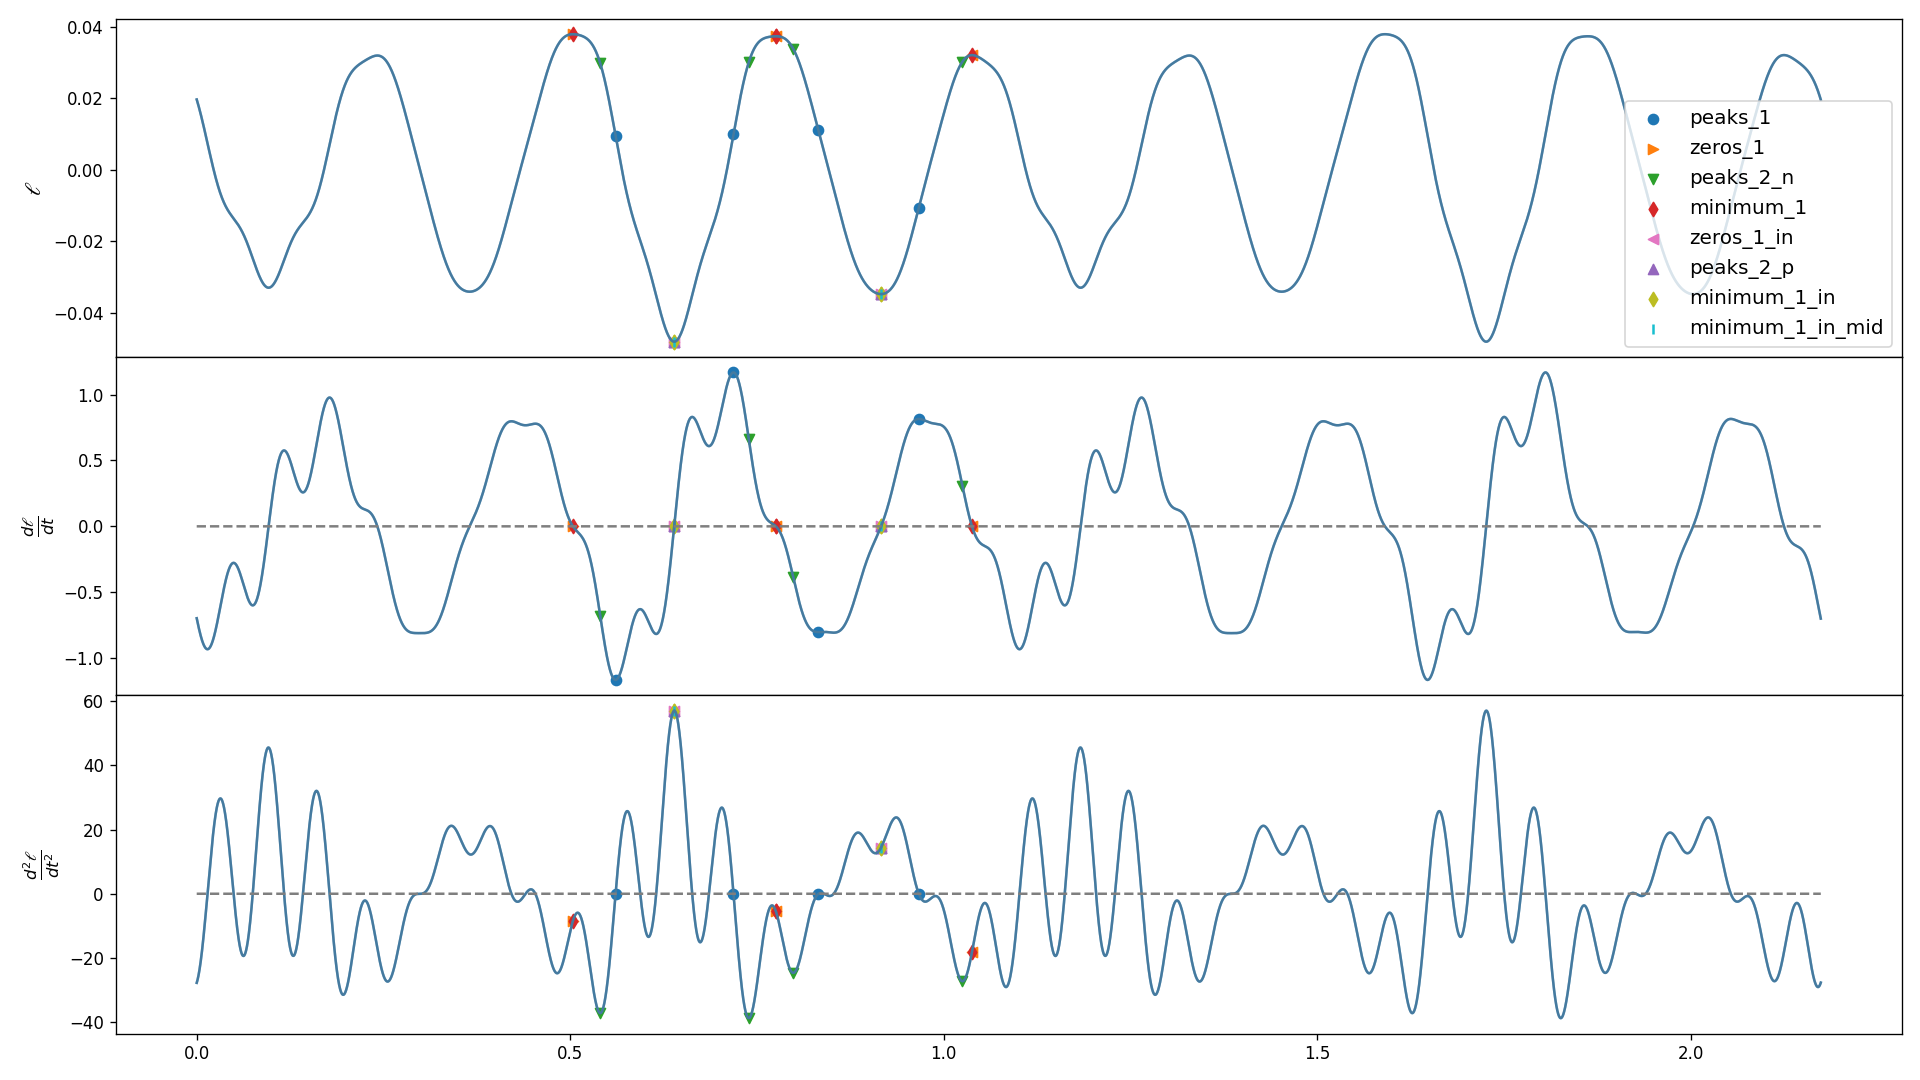 0.04
0.02
0.00
−0.02
−0.04
ℓ
peaks_1
zeros_1
peaks_2_n
minimum_1
zeros_1_in
peaks_2_p
minimum_1_in
minimum_1_in_mid
1.0
0.5
0.0
−0.5
−1.0
dℓ
dt
60
40
20
0
−20
−40
d²ℓ
dt²
0.0 0.5 1.0 1.5 2.0